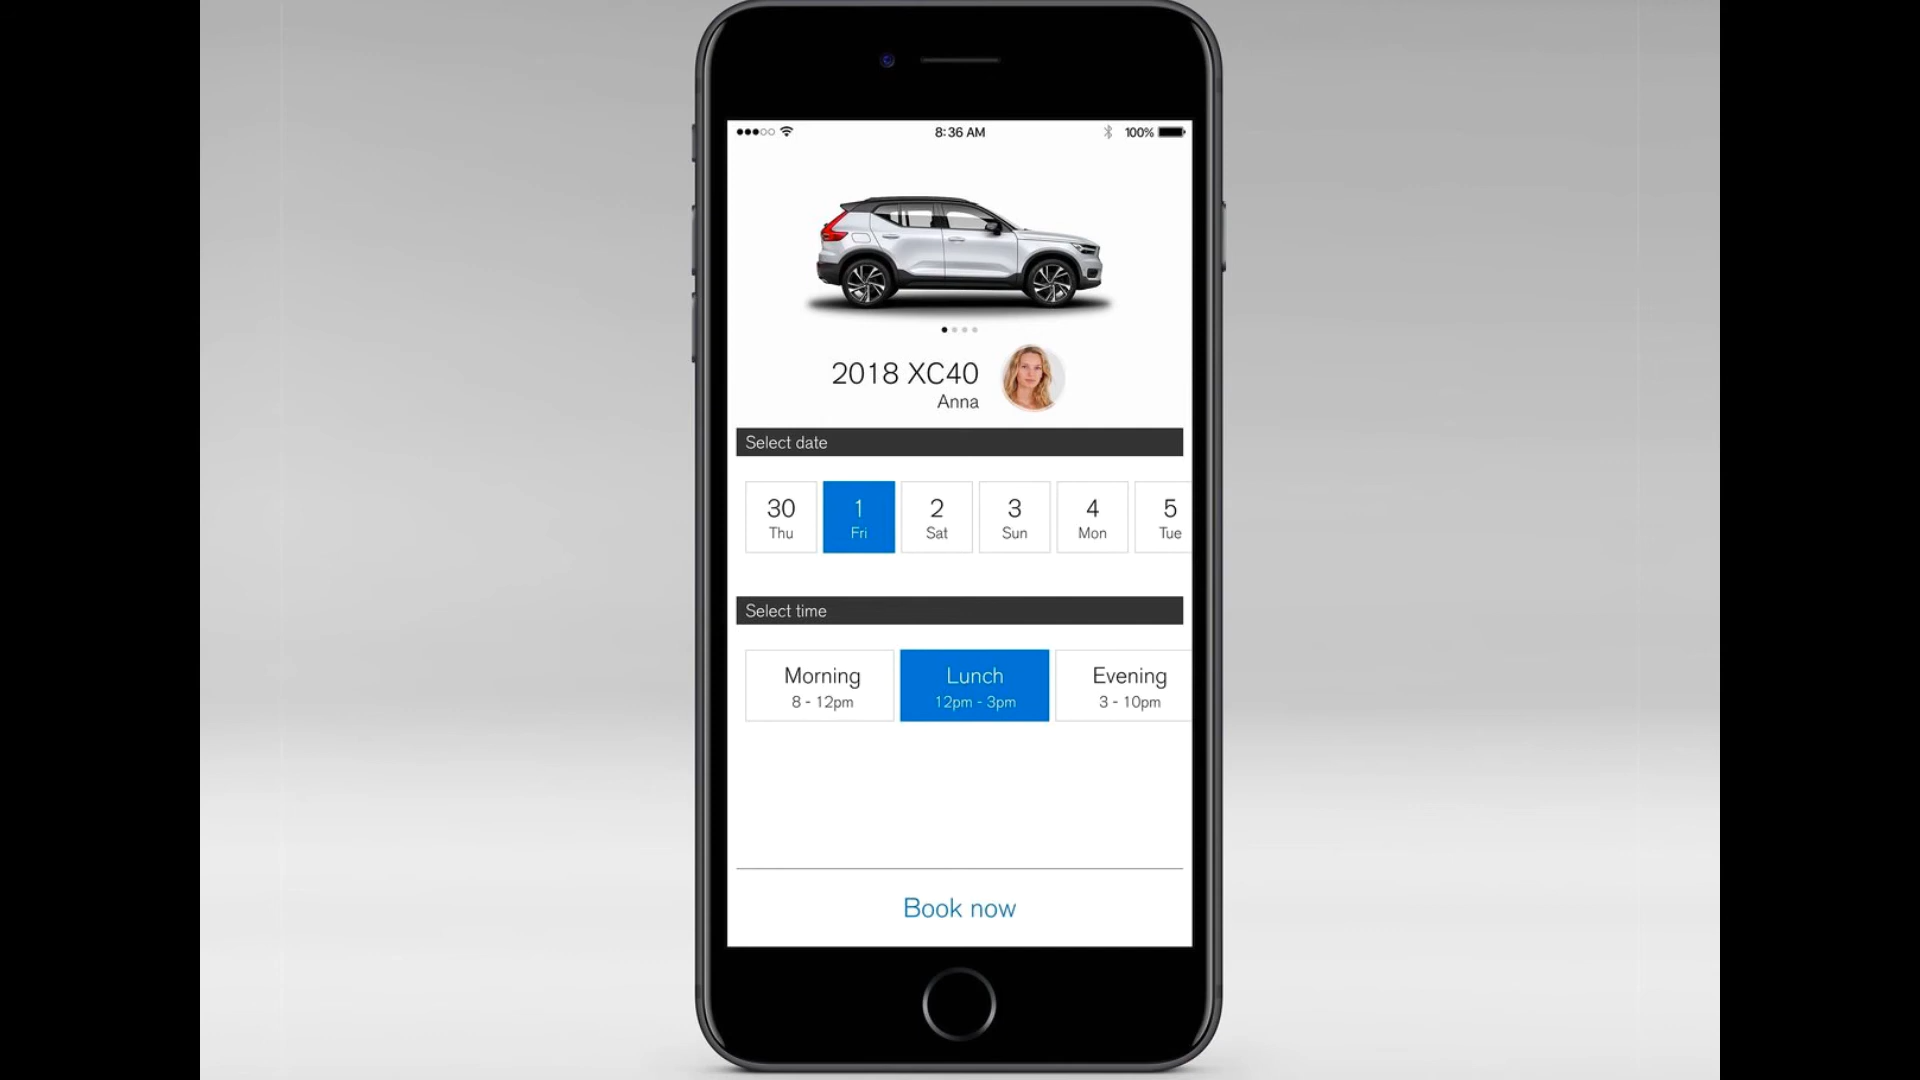 8:36 AM 100%
2018 XC40
Anna
Select date
30 1 2 3 4 5
Thu Fri Sat Sun Mon Tue
Select time
Morning Lunch Evening
8 - 12pm 12pm - 3pm 3 - 10pm
Book now